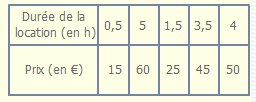 Durée de la
location (en h) 0,5 5 1,5 3,5 4
Prix (en €) 15 60 25 45 50